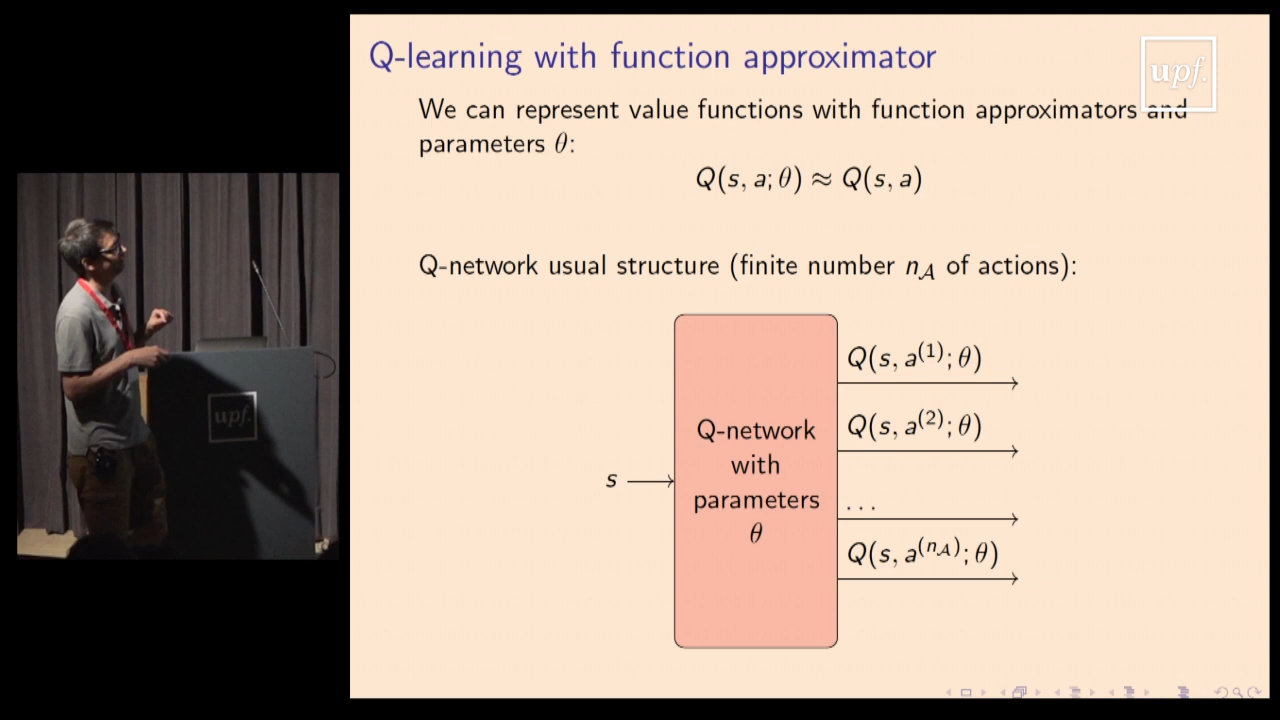 Q-learning with function approximator
upf.
We can represent value functions with function approximators and
parameters θ:
Q(s, a; θ) ≈ Q(s, a)
Q-network usual structure (finite number n_𝒜 of actions):
Q(s, a^(1); θ)
Q(s, a^(2); θ)
Q-network
with
parameters
θ
s
...
Q(s, a^(n_𝒜); θ)
upf.